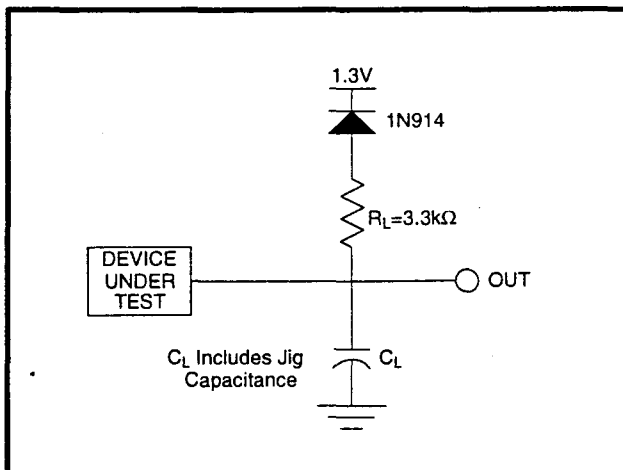 1.3V
1N914
R_L=3.3kΩ
DEVICE
UNDER
TEST
OUT
C_L Includes Jig
Capacitance
C_L